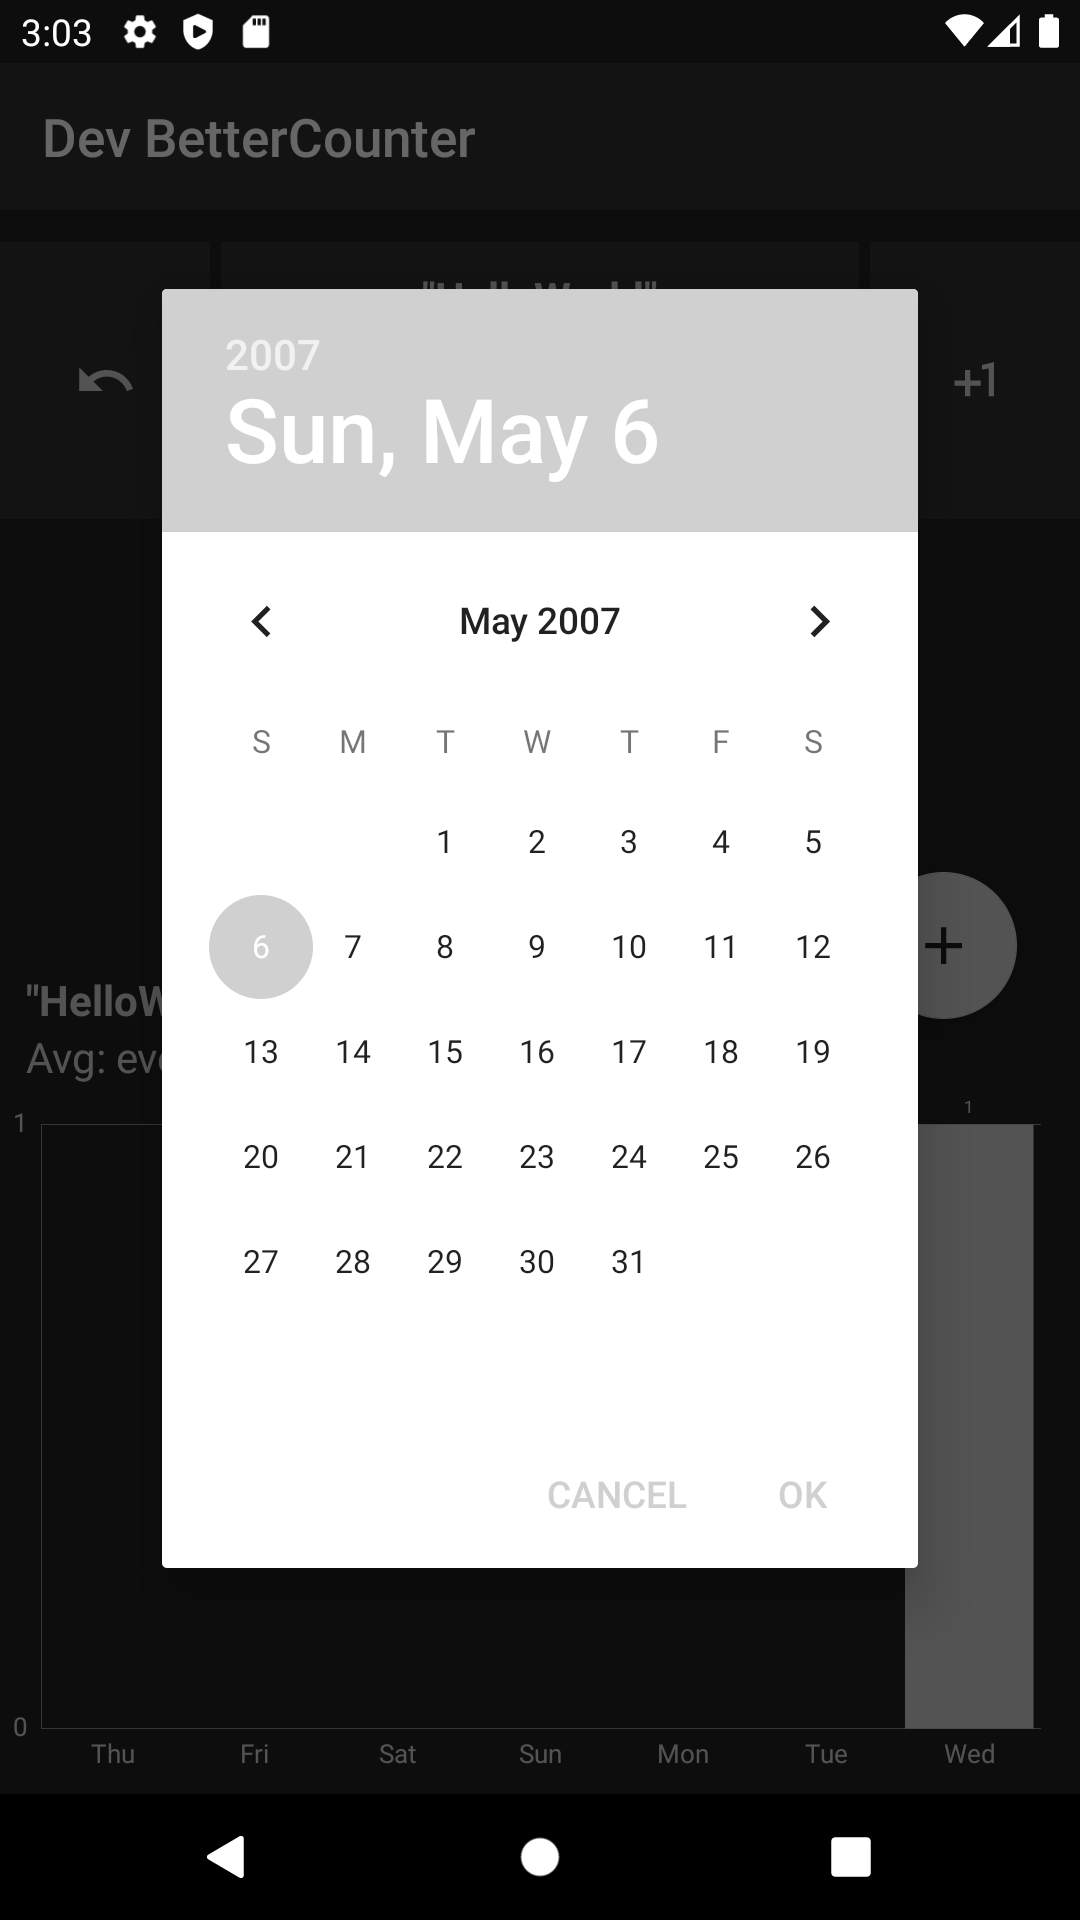 3:03
Dev BetterCounter
+1
2007
Sun, May 6
May 2007
S M T W T F S
1 2 3 4 5
6 7 8 9 10 11 12
13 14 15 16 17 18 19
20 21 22 23 24 25 26
27 28 29 30 31
CANCEL OK
"HelloW
Avg:
1
1
0
Thu Fri Sat Sun Mon Tue Wed